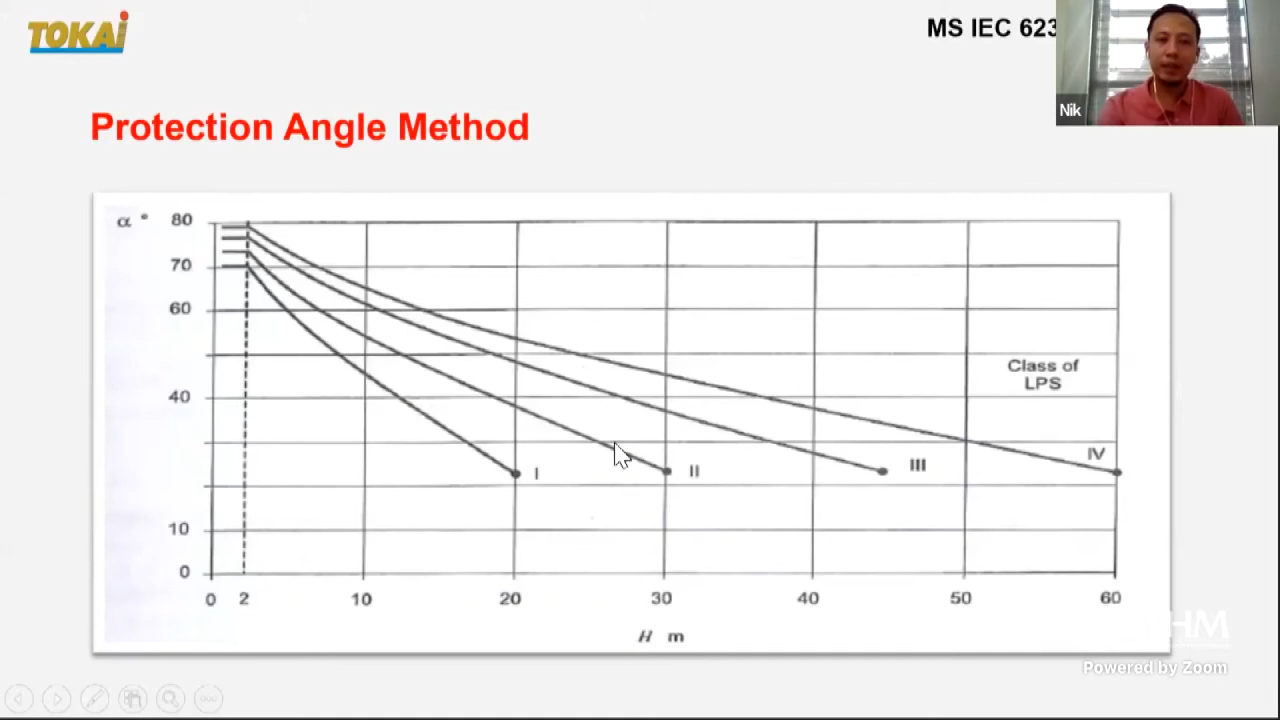 TOKAi
MS IEC 623
Nik
Protection Angle Method
α °
80
70
60
40
10
0
Class of
LPS
I
II
III
IV
0 2 10 20 30 40 50 60
H m
HM
Powered by Zoom